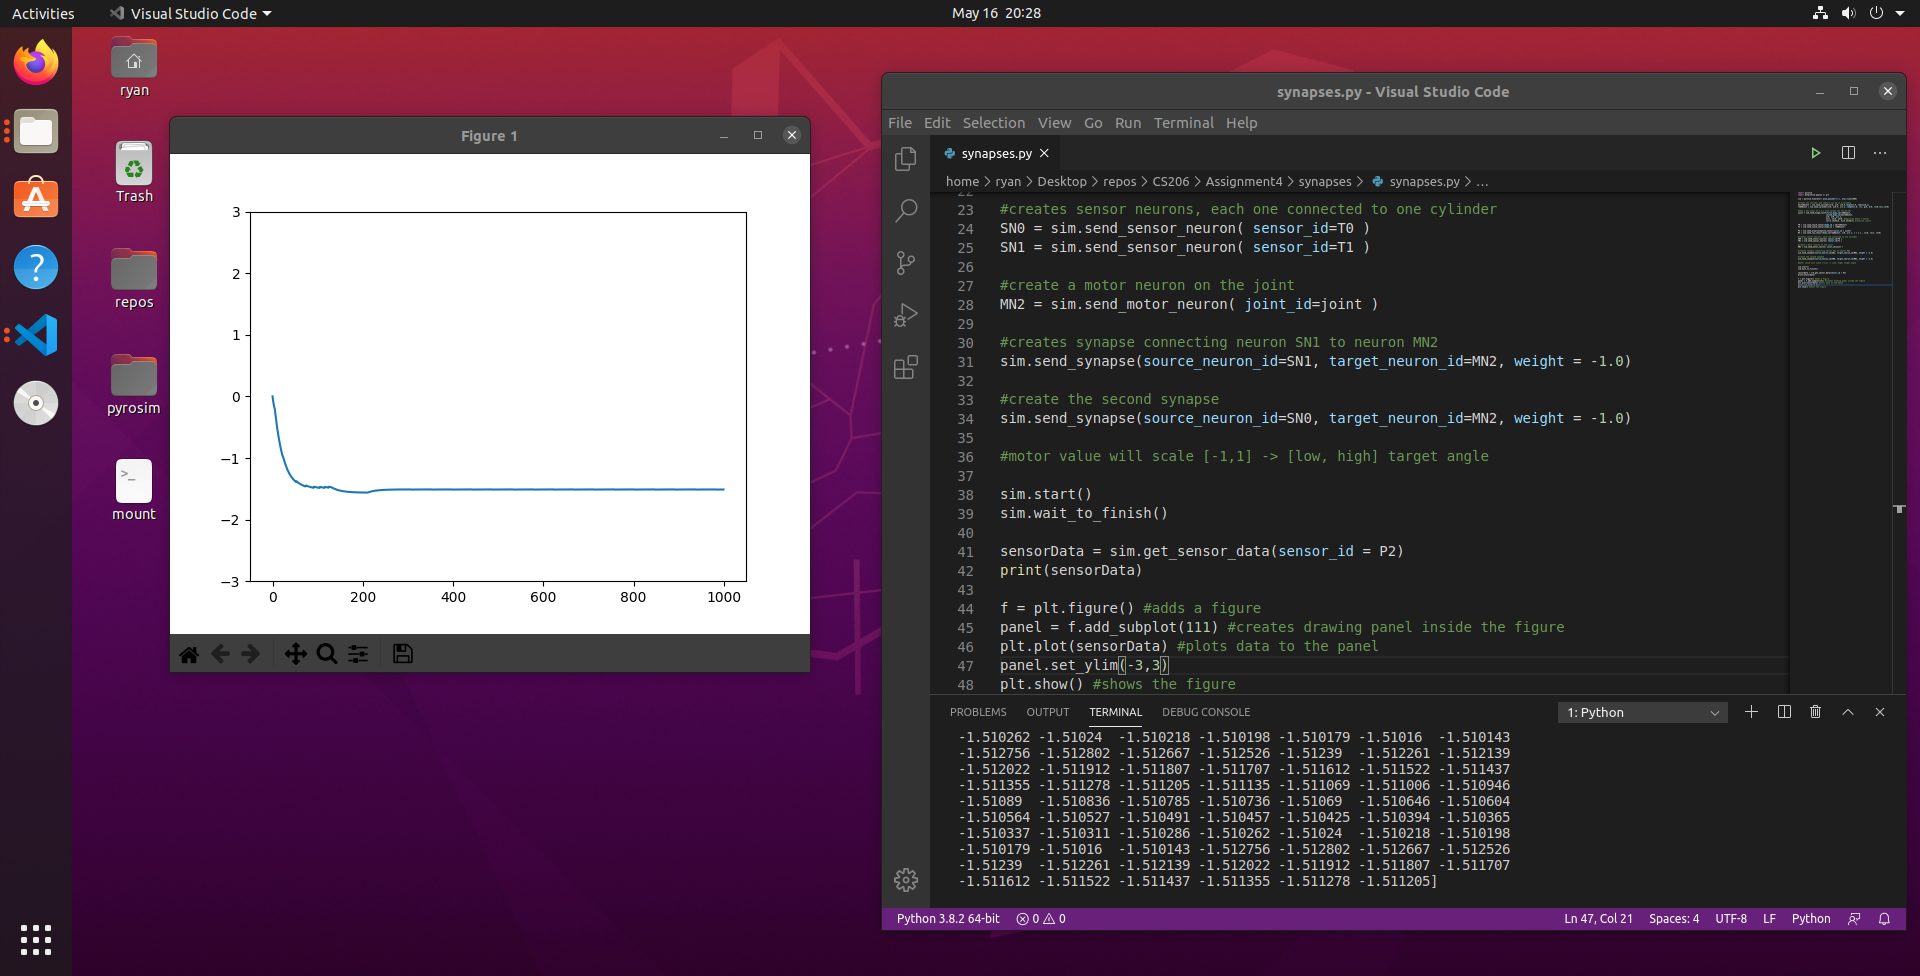 Activities
Visual Studio Code
May 16 20:28
ryan
Trash
repos
pyrosim
>_
mount
Figure 1
3
2
1
0
−1
−2
−3
0 200 400 600 800 1000
synapses.py - Visual Studio Code
File Edit Selection View Go Run Terminal Help
synapses.py
home > ryan > Desktop > repos > CS206 > Assignment4 > synapses > synapses.py > ...
22
23 #creates sensor neurons, each one connected to one cylinder
24 SN0 = sim.send_sensor_neuron( sensor_id=T0 )
25 SN1 = sim.send_sensor_neuron( sensor_id=T1 )
26
27 #create a motor neuron on the joint
28 MN2 = sim.send_motor_neuron( joint_id=joint )
29
30 #creates synapse connecting neuron SN1 to neuron MN2
31 sim.send_synapse(source_neuron_id=SN1, target_neuron_id=MN2, weight = -1.0)
32
33 #create the second synapse
34 sim.send_synapse(source_neuron_id=SN0, target_neuron_id=MN2, weight = -1.0)
35
36 #motor value will scale [-1,1] -> [low, high] target angle
37
38 sim.start()
39 sim.wait_to_finish()
40
41 sensorData = sim.get_sensor_data(sensor_id = P2)
42 print(sensorData)
43
44 f = plt.figure() #adds a figure
45 panel = f.add_subplot(111) #creates drawing panel inside the figure
46 plt.plot(sensorData) #plots data to the panel
47 panel.set_ylim(-3,3)
48 plt.show() #shows the figure
PROBLEMS OUTPUT TERMINAL DEBUG CONSOLE
1: Python
-1.510262 -1.51024 -1.510218 -1.510198 -1.510179 -1.51016 -1.510143
-1.512756 -1.512802 -1.512667 -1.512526 -1.51239 -1.512261 -1.512139
-1.512022 -1.511912 -1.511807 -1.511707 -1.511612 -1.511522 -1.511437
-1.511355 -1.511278 -1.511205 -1.511135 -1.511069 -1.511006 -1.510946
-1.51089 -1.510836 -1.510785 -1.510736 -1.51069 -1.510646 -1.510604
-1.510564 -1.510527 -1.510491 -1.510457 -1.510425 -1.510394 -1.510365
-1.510337 -1.510311 -1.510286 -1.510262 -1.51024 -1.510218 -1.510198
-1.510179 -1.51016 -1.510143 -1.512756 -1.512802 -1.512667 -1.512526
-1.51239 -1.512261 -1.512139 -1.512022 -1.511912 -1.511807 -1.511707
-1.511612 -1.511522 -1.511437 -1.511355 -1.511278 -1.511205]
Python 3.8.2 64-bit 0 0
Ln 47, Col 21 Spaces: 4 UTF-8 LF Python